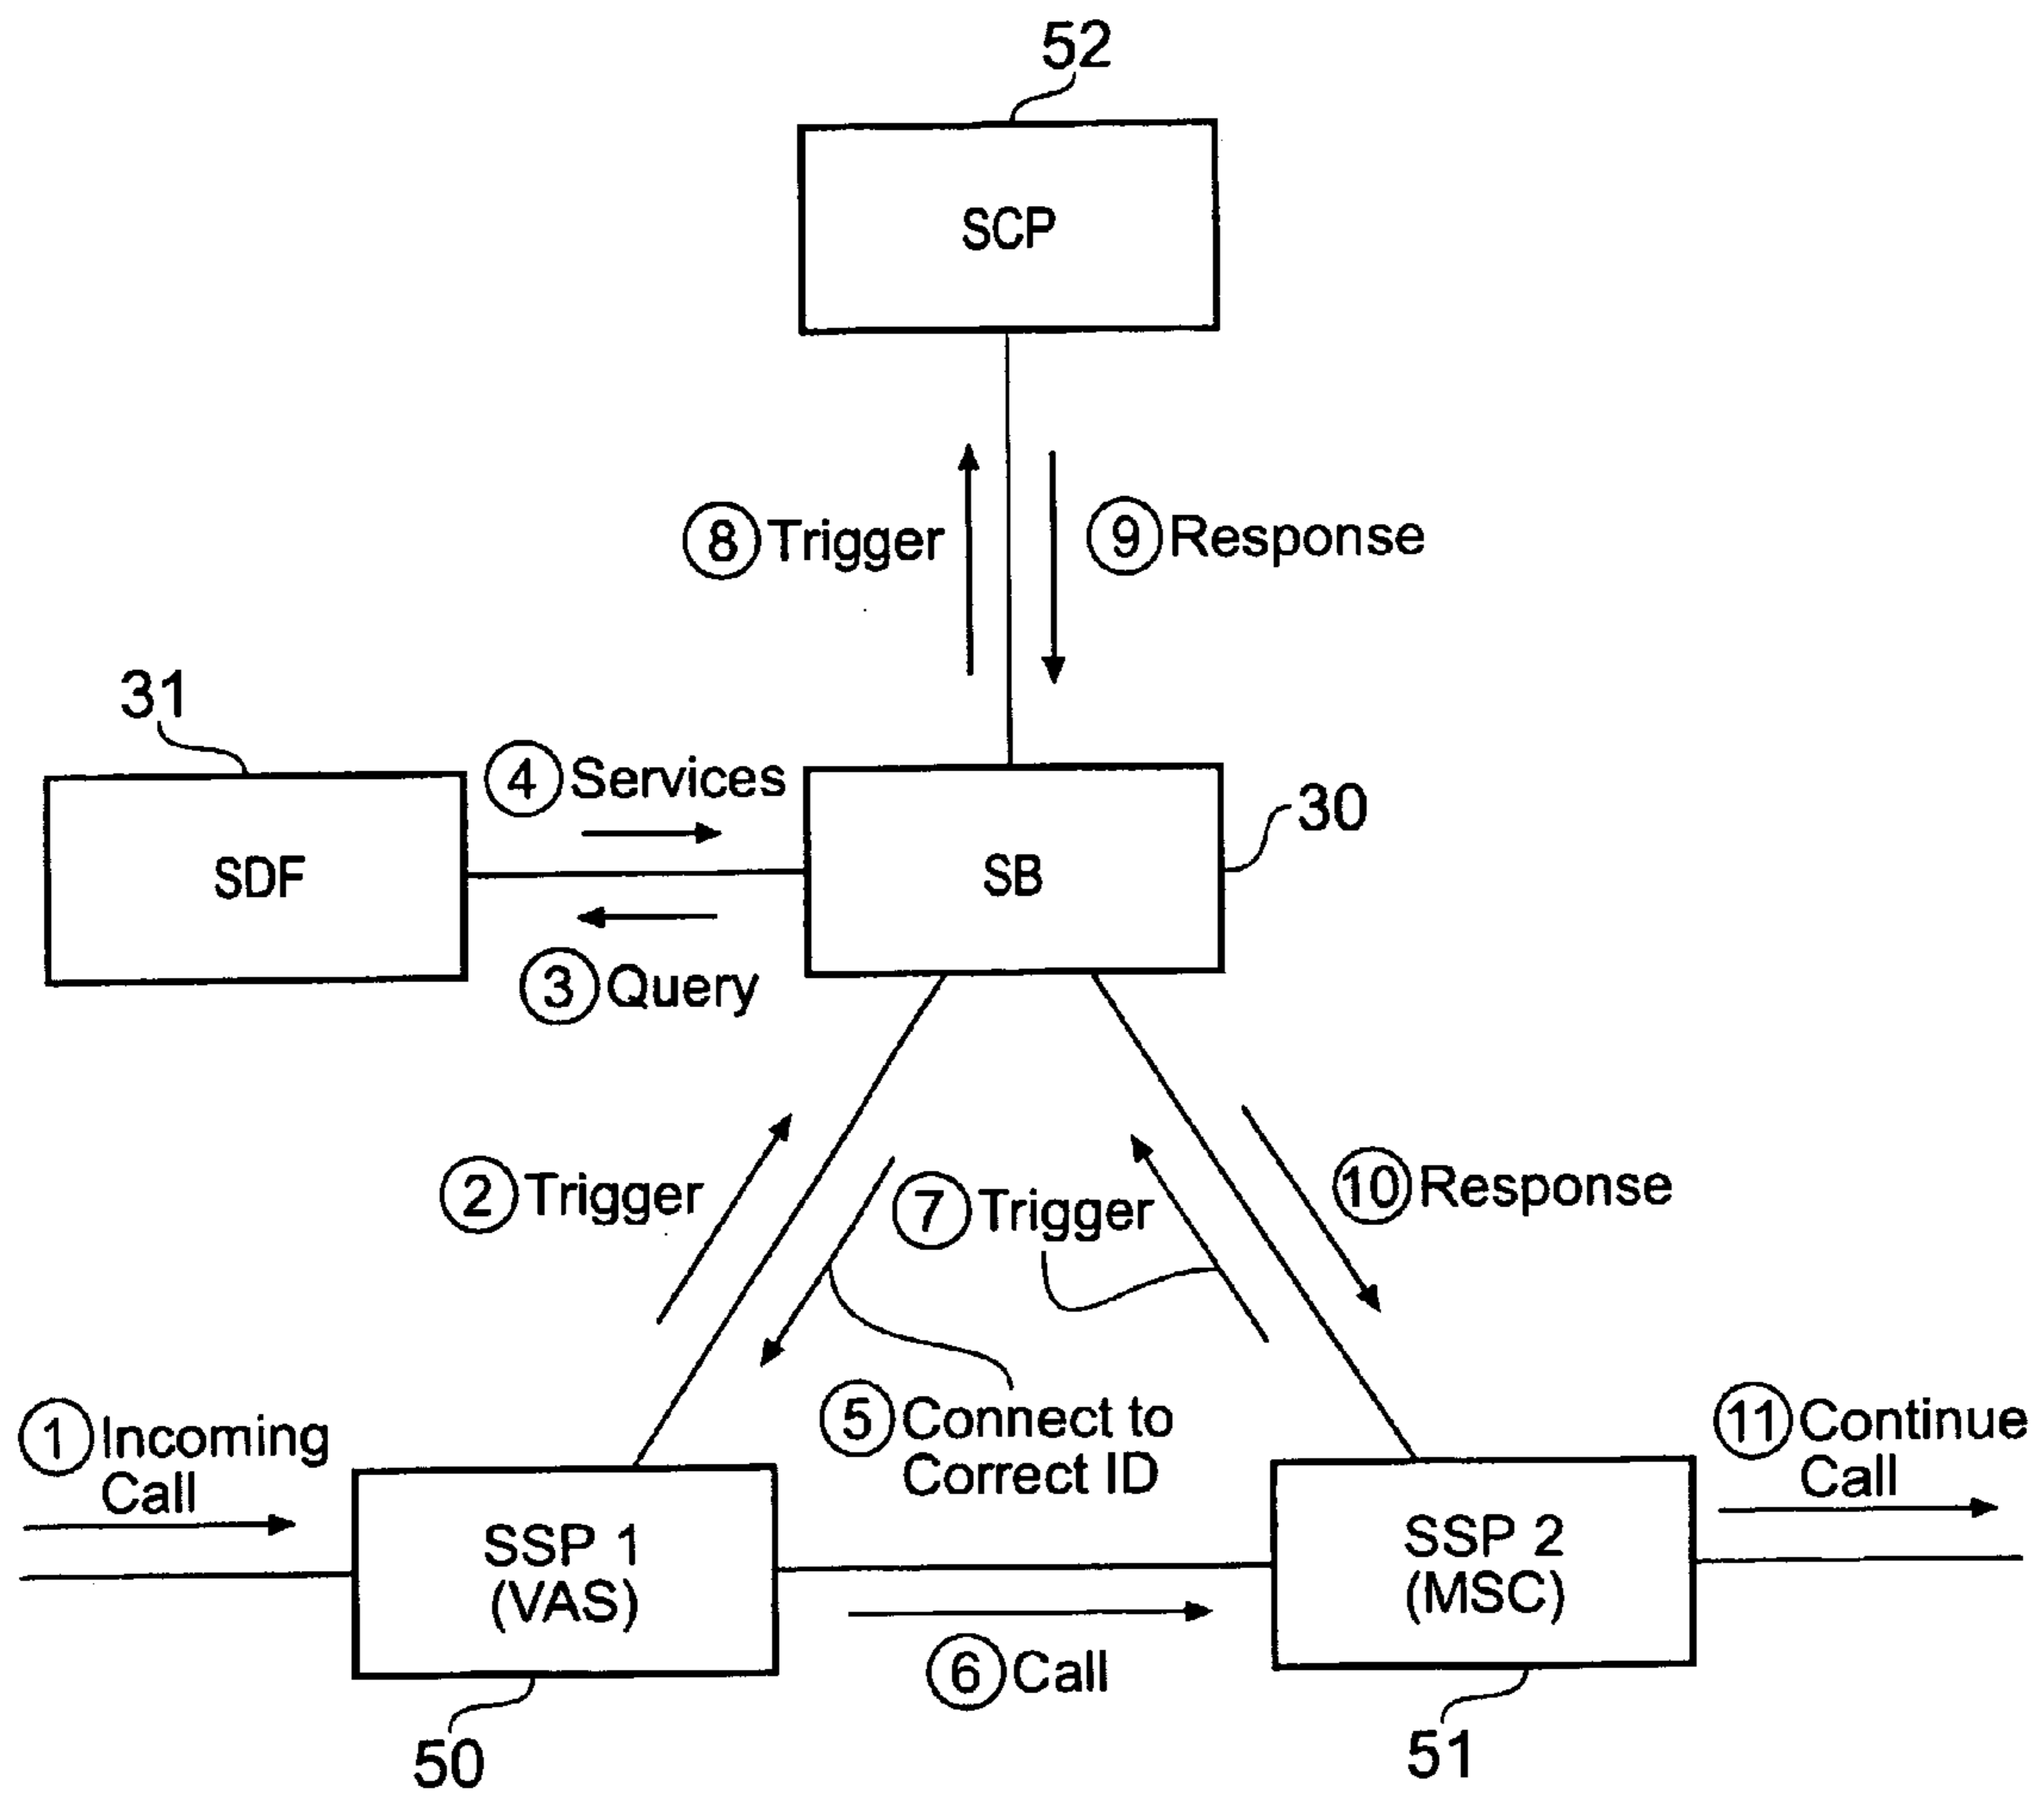 52
SCP
8 Trigger
9 Response
31
4 Services
30
SDF
SB
3 Query
2 Trigger
7 Trigger
10 Response
1 Incoming
Call
5 Connect to
Correct ID
11 Continue
Call
SSP 1
(VAS)
SSP 2
(MSC)
6 Call
50
51